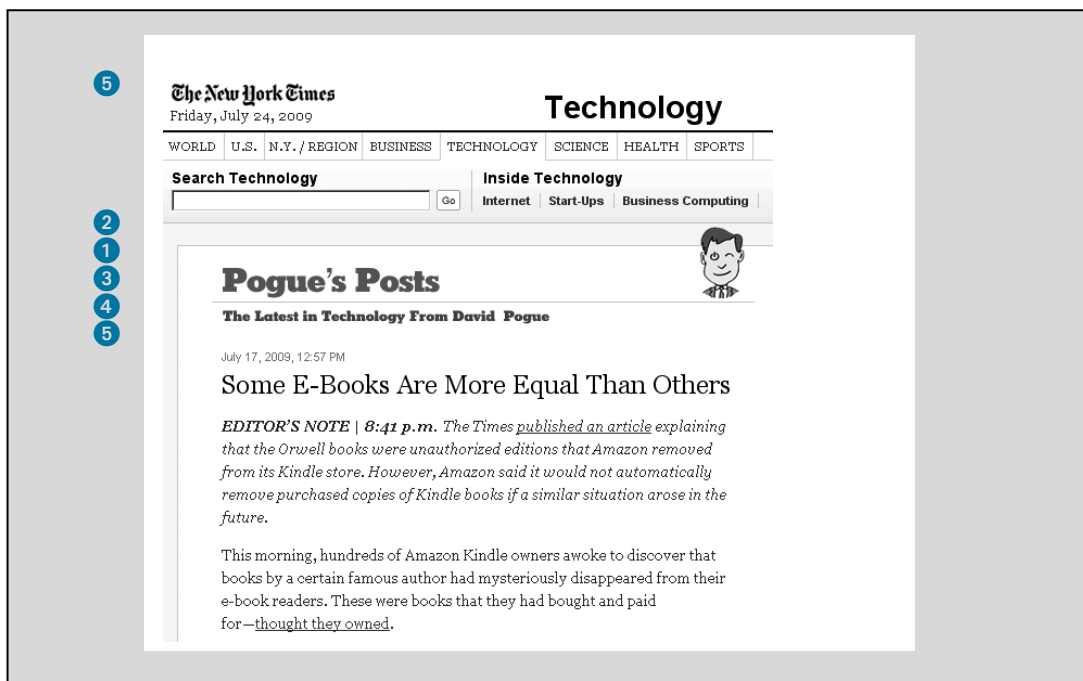 5
The New York Times
Friday, July 24, 2009
Technology
WORLD U.S. N.Y. / REGION BUSINESS TECHNOLOGY SCIENCE HEALTH SPORTS
Search Technology
Inside Technology
Go
Internet Start-Ups Business Computing
2
1
3
4
5
Pogue's Posts
The Latest in Technology From David Pogue
July 17, 2009, 12:57 PM
Some E-Books Are More Equal Than Others
EDITOR'S NOTE | 8:41 p.m. The Times published an article explaining
that the Orwell books were unauthorized editions that Amazon removed
from its Kindle store. However, Amazon said it would not automatically
remove purchased copies of Kindle books if a similar situation arose in the
future.
This morning, hundreds of Amazon Kindle owners awoke to discover that
books by a certain famous author had mysteriously disappeared from their
e-book readers. These were books that they had bought and paid
for—thought they owned.